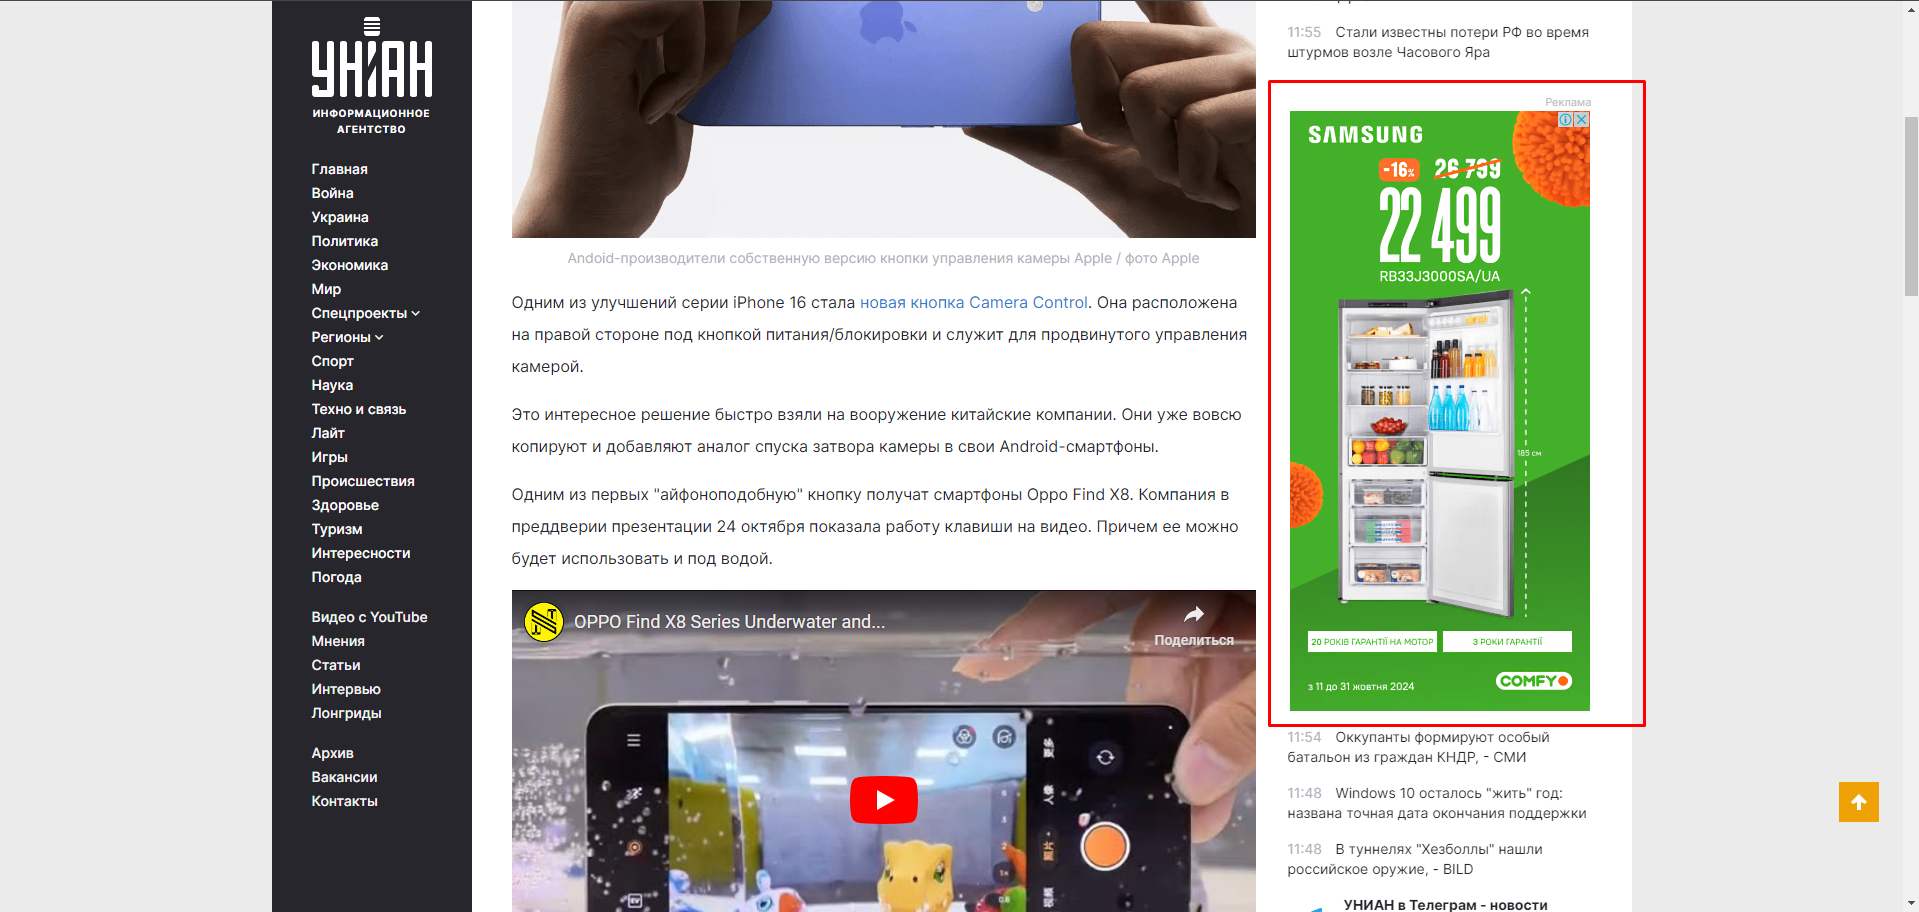 УНІАН
ИНФОРМАЦИОННОЕ
АГЕНТСТВО
Главная
Война
Украина
Политика
Экономика
Мир
Спецпроекты
Регионы
Спорт
Наука
Техно и связь
Лайт
Игры
Происшествия
Здоровье
Туризм
Интересности
Погода
Видео с YouTube
Мнения
Статьи
Интервью
Лонгриды
Архив
Вакансии
Контакты
Andoid-производители собственную версию кнопки управления камеры Apple / фото Apple
Одним из улучшений серии iPhone 16 стала новая кнопка Camera Control. Она расположена
на правой стороне под кнопкой питания/блокировки и служит для продвинутого управления
камерой.
Это интересное решение быстро взяли на вооружение китайские компании. Они уже вовсю
копируют и добавляют аналог спуска затвора камеры в свои Android-смартфоны.
Одним из первых "айфоноподобную" кнопку получат смартфоны Oppo Find X8. Компания в
преддверии презентации 24 октября показала работу клавиши на видео. Причем ее можно
будет использовать и под водой.
OPPO Find X8 Series Underwater and...
Поделиться
11:55 Стали известны потери РФ во время
штурмов возле Часового Яра
Реклама
SAMSUNG
-16% 26 799
22 499
RB33J3000SA/UA
185 см
20 РОКІВ ГАРАНТІЇ НА МОТОР
3 РОКИ ГАРАНТІЇ
з 11 до 31 жовтня 2024
COMFY
11:54 Оккупанты формируют особый
батальон из граждан КНДР, - СМИ
11:48 Windows 10 осталось "жить" год:
названа точная дата окончания поддержки
11:48 В туннелях "Хезболлы" нашли
российское оружие, - BILD
УНИАН в Телеграм - новости